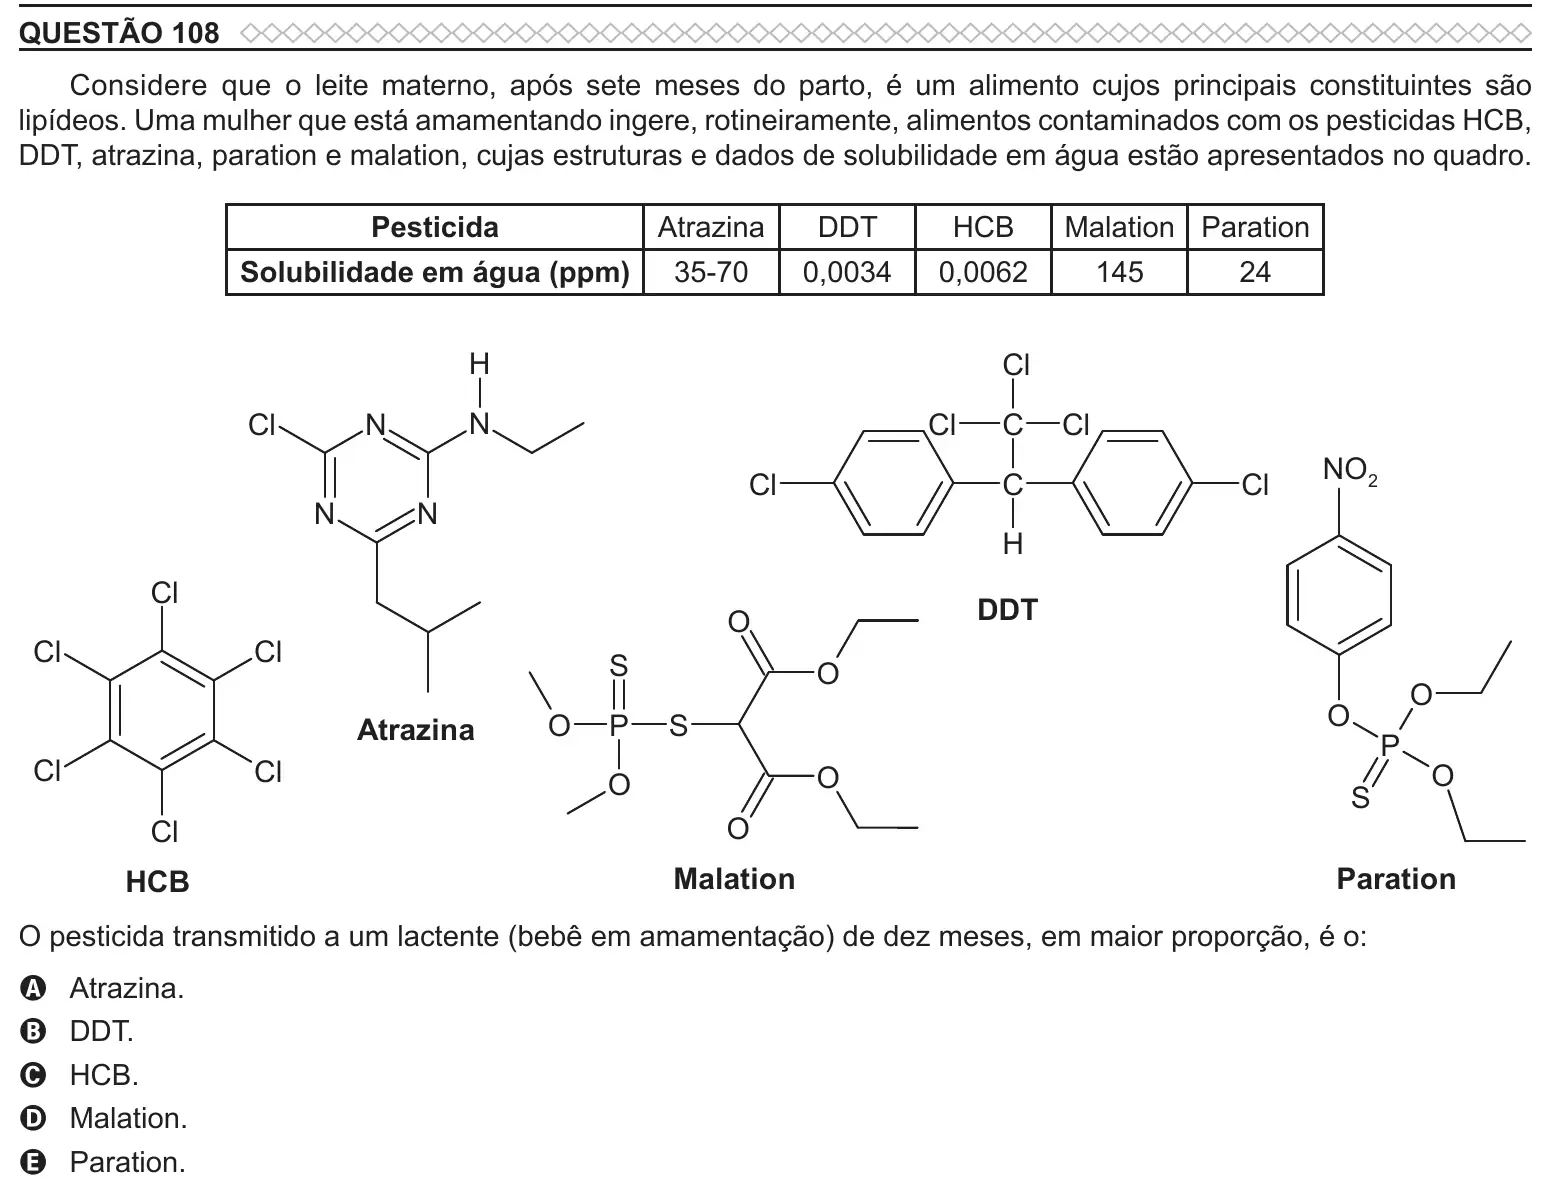 QUESTÃO 108
Considere que o leite materno, após sete meses do parto, é um alimento cujos principais constituintes são
lipídeos. Uma mulher que está amamentando ingere, rotineiramente, alimentos contaminados com os pesticidas HCB,
DDT, atrazina, paration e malation, cujas estruturas e dados de solubilidade em água estão apresentados no quadro.
Pesticida Atrazina DDT HCB Malation Paration
Solubilidade em água (ppm) 35-70 0,0034 0,0062 145 24
H
Cl N N
N N
Atrazina
Cl
Cl C Cl
Cl C Cl
H
DDT
NO2
O O
P
S O
Paration
Cl
Cl Cl
Cl Cl
Cl
HCB
O
S O
O P S
O O
O
Malation
O pesticida transmitido a um lactente (bebê em amamentação) de dez meses, em maior proporção, é o:
A Atrazina.
B DDT.
C HCB.
D Malation.
E Paration.